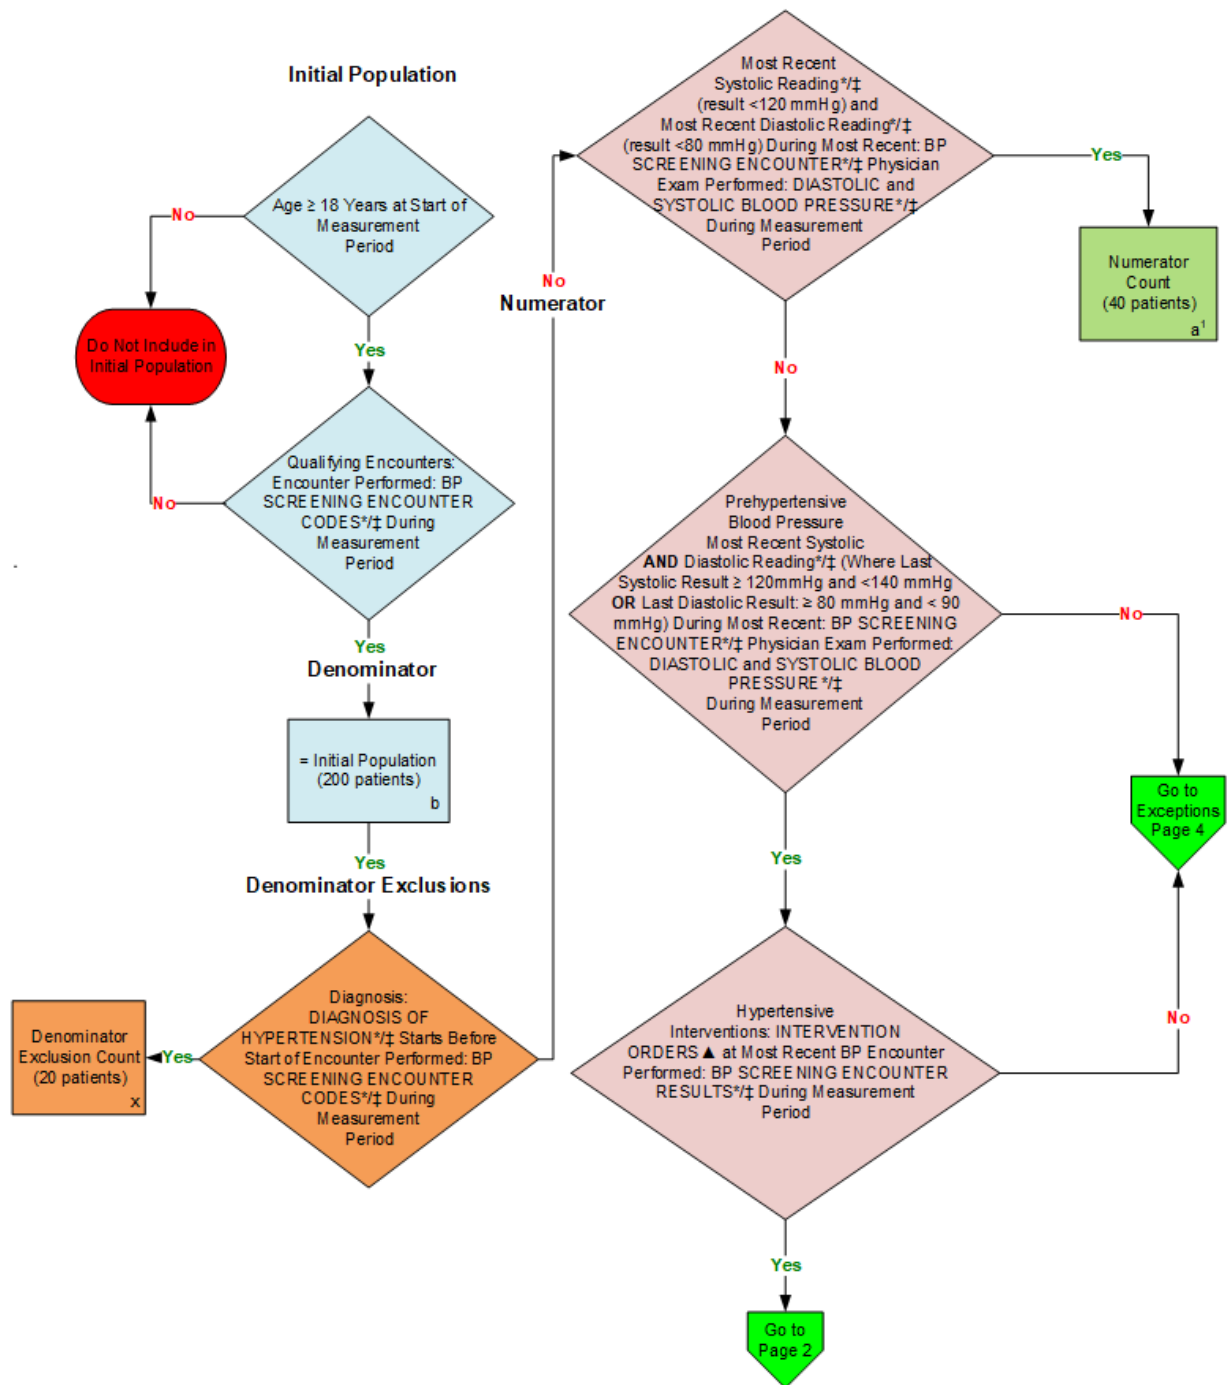 Initial Population
Age ≥ 18 Years at Start of
Measurement
Period
No
Do Not Include in
Initial Population
Yes
Qualifying Encounters:
Encounter Performed: BP
SCREENING ENCOUNTER
CODES*/‡ During
Measurement
Period
No
Yes
Denominator
= Initial Population
(200 patients)
b
Yes
Denominator Exclusions
Diagnosis:
DIAGNOSIS OF
HYPERTENSION*/‡ Starts Before
Start of Encounter Performed: BP
SCREENING ENCOUNTER
CODES*/‡ During
Measurement
Period
Yes
Denominator
Exclusion Count
(20 patients)
x
No
Numerator
Most Recent
Systolic Reading*/‡
(result <120 mmHg) and
Most Recent Diastolic Reading*/‡
(result <80 mmHg) During Most Recent: BP
SCREENING ENCOUNTER*/‡ Physician
Exam Performed: DIASTOLIC and
SYSTOLIC BLOOD PRESSURE*/‡
During Measurement
Period
Yes
Numerator
Count
(40 patients)
a¹
No
Prehypertensive
Blood Pressure
Most Recent Systolic
AND Diastolic Reading*/‡ (Where Last
Systolic Result ≥ 120mmHg and <140 mmHg
OR Last Diastolic Result: ≥ 80 mmHg and < 90
mmHg) During Most Recent: BP SCREENING
ENCOUNTER*/‡ Physician Exam Performed:
DIASTOLIC and SYSTOLIC BLOOD
PRESSURE*/‡
During Measurement
Period
No
Go to
Exceptions
Page 4
Yes
Hypertensive
Interventions: INTERVENTION
ORDERS▲ at Most Recent BP Encounter
Performed: BP SCREENING ENCOUNTER
RESULTS*/‡ During Measurement
Period
No
Yes
Go to
Page 2